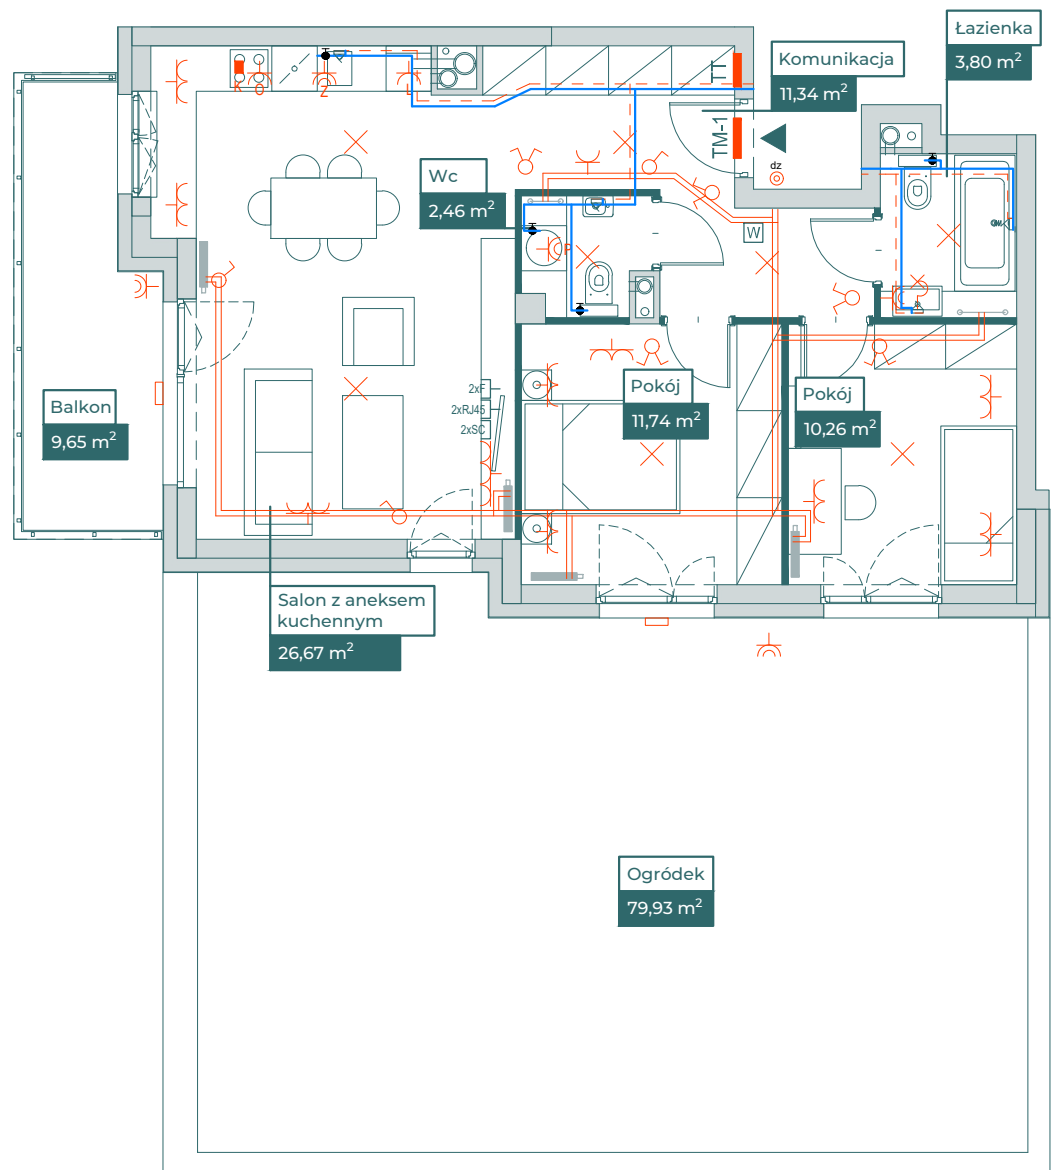 Łazienka
3,80 m²
Komunikacja
11,34 m²
TT
TM-1
dz
K
O
Z
L
Wc
2,46 m²
W
P
P
2xF
2xRJ45
2xSC
Pokój
11,74 m²
Pokój
10,26 m²
Balkon
9,65 m²
Salon z aneksem
kuchennym
26,67 m²
Ogródek
79,93 m²